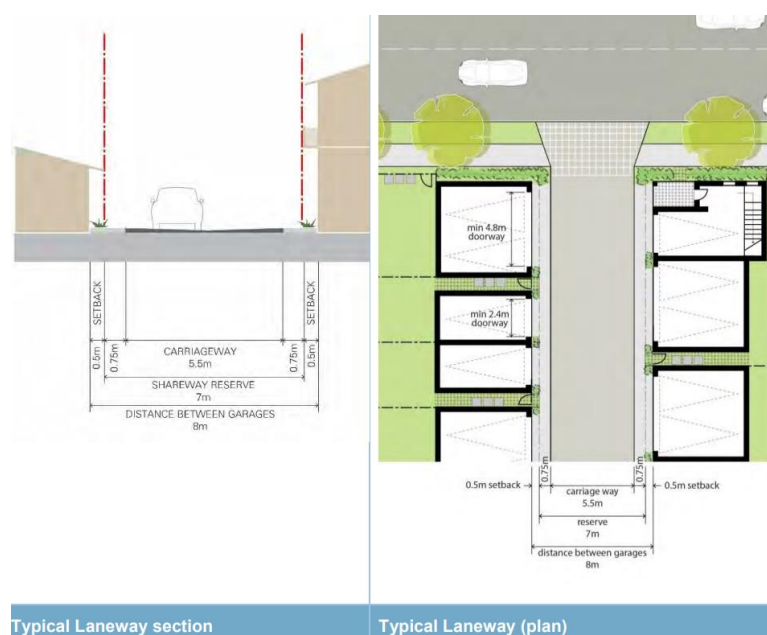 SETBACK
SETBACK
0.5m
0.75m
CARRIAGEWAY
5.5m
0.75m
0.5m
SHAREWAY RESERVE
7m
DISTANCE BETWEEN GARAGES
8m
min 4.8m
doorway
min 2.4m
doorway
0.5m setback
0.75m
carriage way
5.5m
0.75m
0.5m setback
reserve
7m
distance between garages
8m
Typical Laneway section
Typical Laneway (plan)